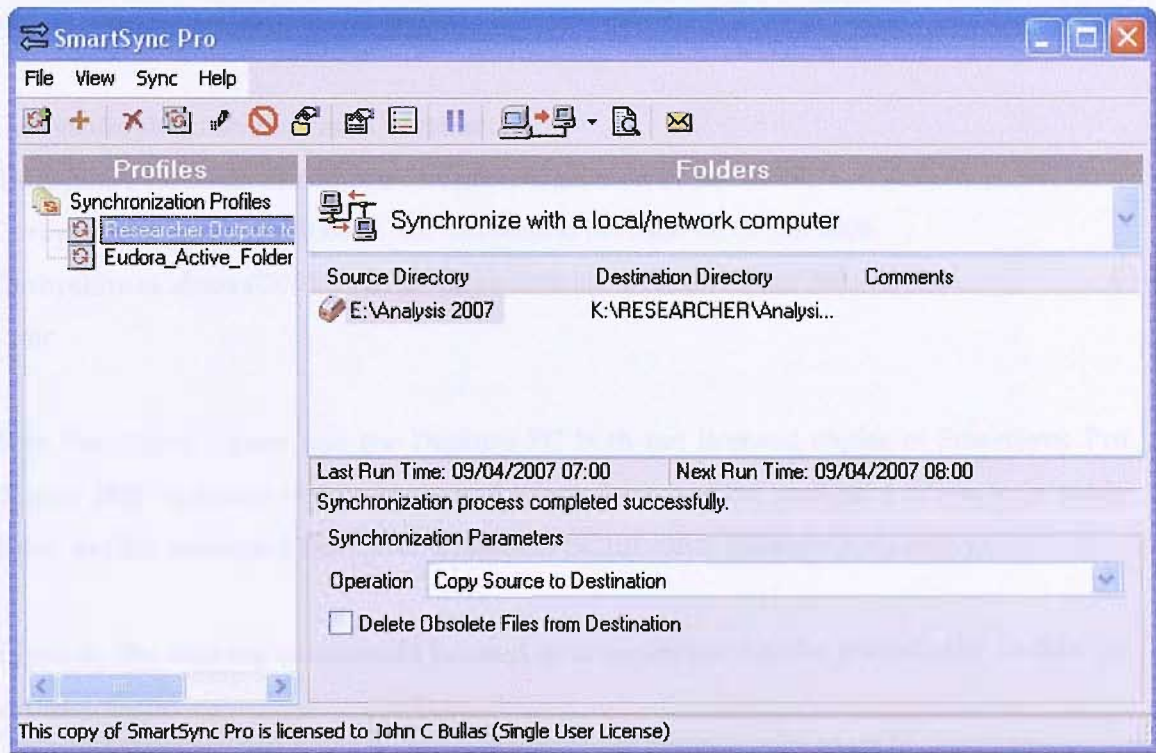 SmartSync Pro
File View Sync Help
Profiles
Synchronization Profiles
Researcher Outputs to
Eudora_Active_Folder
Folders
Synchronize with a local/network computer
Source Directory Destination Directory Comments
E:\Analysis 2007 K:\RESEARCHER\Analysi...
Last Run Time: 09/04/2007 07:00 Next Run Time: 09/04/2007 08:00
Synchronization process completed successfully.
Synchronization Parameters
Operation Copy Source to Destination
Delete Obsolete Files from Destination
This copy of SmartSync Pro is licensed to John C Bullas (Single User License)